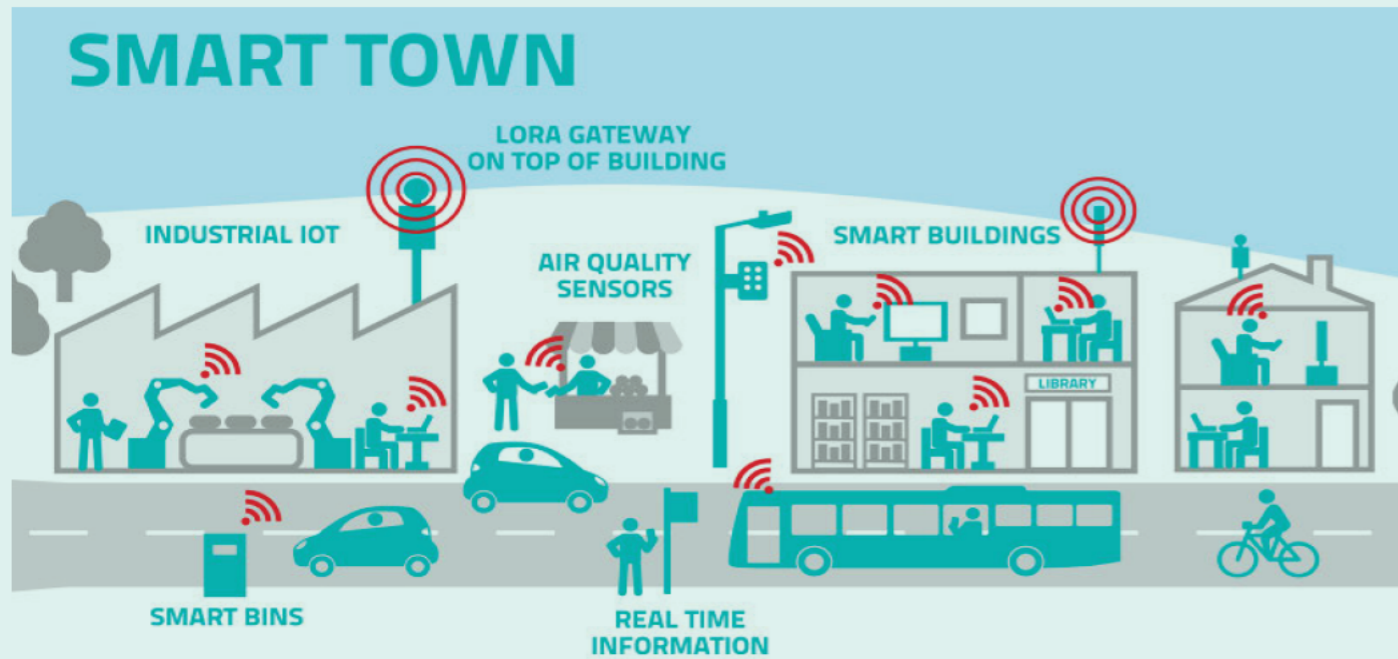 SMART TOWN
LORA GATEWAY
ON TOP OF BUILDING
INDUSTRIAL IOT
AIR QUALITY
SENSORS
SMART BUILDINGS
LIBRARY
SMART BINS
REAL TIME
INFORMATION